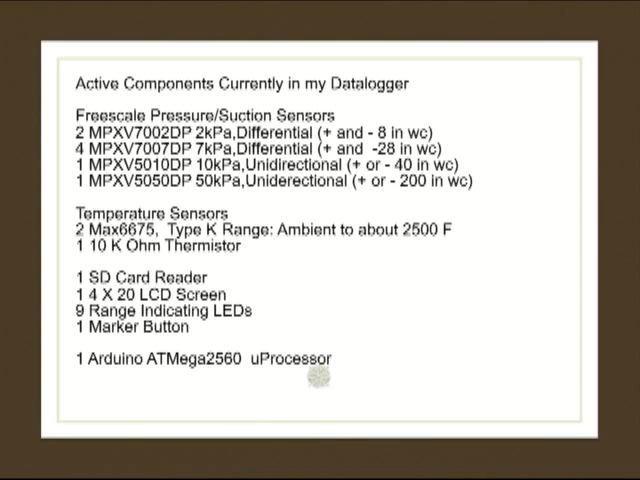 Active Components Currently in my Datalogger
Freescale Pressure/Suction Sensors
2 MPXV7002DP 2kPa,Differential (+ and - 8 in wc)
4 MPXV7007DP 7kPa,Differential (+ and  -28 in wc)
1 MPXV5010DP 10kPa,Unidirectional (+ or - 40 in wc)
1 MPXV5050DP 50kPa,Uniderectional (+ or - 200 in wc)
Temperature Sensors
2 Max6675,  Type K Range: Ambient to about 2500 F
1 10 K Ohm Thermistor
1 SD Card Reader
1 4 X 20 LCD Screen
9 Range Indicating LEDs
1 Marker Button
1 Arduino ATMega2560  uProcessor